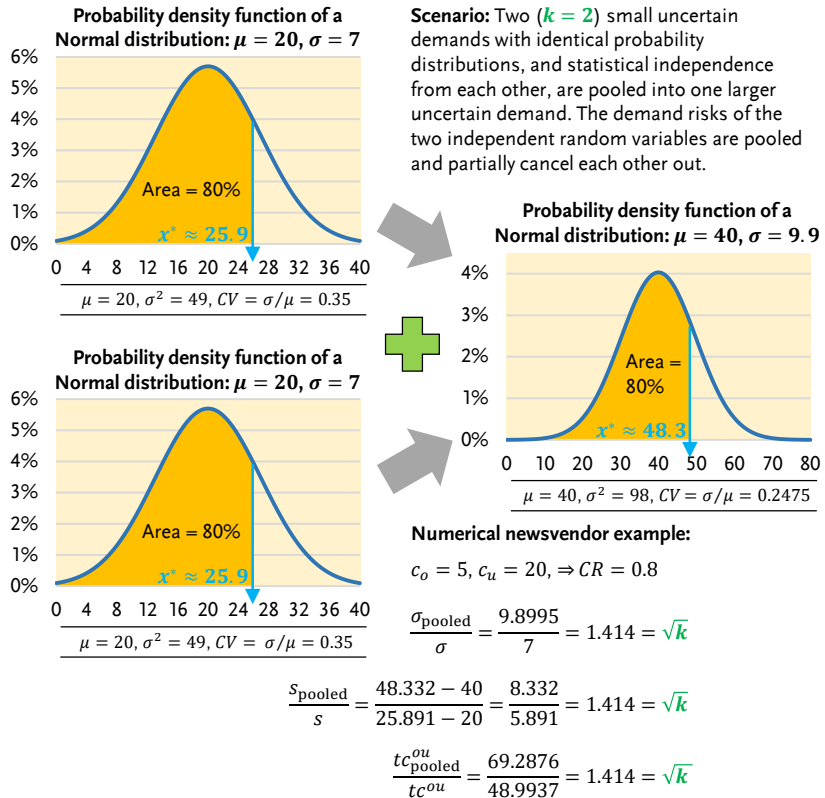 Probability density function of a
Normal distribution: μ = 20, σ = 7
6%
5%
4%
3%
2%
1%
0%
Area = 80%
x* ≈ 25.9
0 4 8 12 16 20 24 28 32 36 40
μ = 20, σ² = 49, CV = σ/μ = 0.35
Probability density function of a
Normal distribution: μ = 20, σ = 7
6%
5%
4%
3%
2%
1%
0%
Area = 80%
x* ≈ 25.9
0 4 8 12 16 20 24 28 32 36 40
μ = 20, σ² = 49, CV = σ/μ = 0.35
Scenario: Two (k = 2) small uncertain
demands with identical probability
distributions, and statistical independence
from each other, are pooled into one larger
uncertain demand. The demand risks of the
two independent random variables are pooled
and partially cancel each other out.
Probability density function of a
Normal distribution: μ = 40, σ = 9.9
4%
3%
2%
1%
0%
Area =
80%
x* ≈ 48.3
0 10 20 30 40 50 60 70 80
μ = 40, σ² = 98, CV = σ/μ = 0.2475
Numerical newsvendor example:
cₒ = 5, cᵤ = 20, ⇒ CR = 0.8
σ_pooled / σ = 9.8995 / 7 = 1.414 = √k
s_pooled / s = (48.332 − 40) / (25.891 − 20) = 8.332 / 5.891 = 1.414 = √k
tc^ou_pooled / tc^ou = 69.2876 / 48.9937 = 1.414 = √k